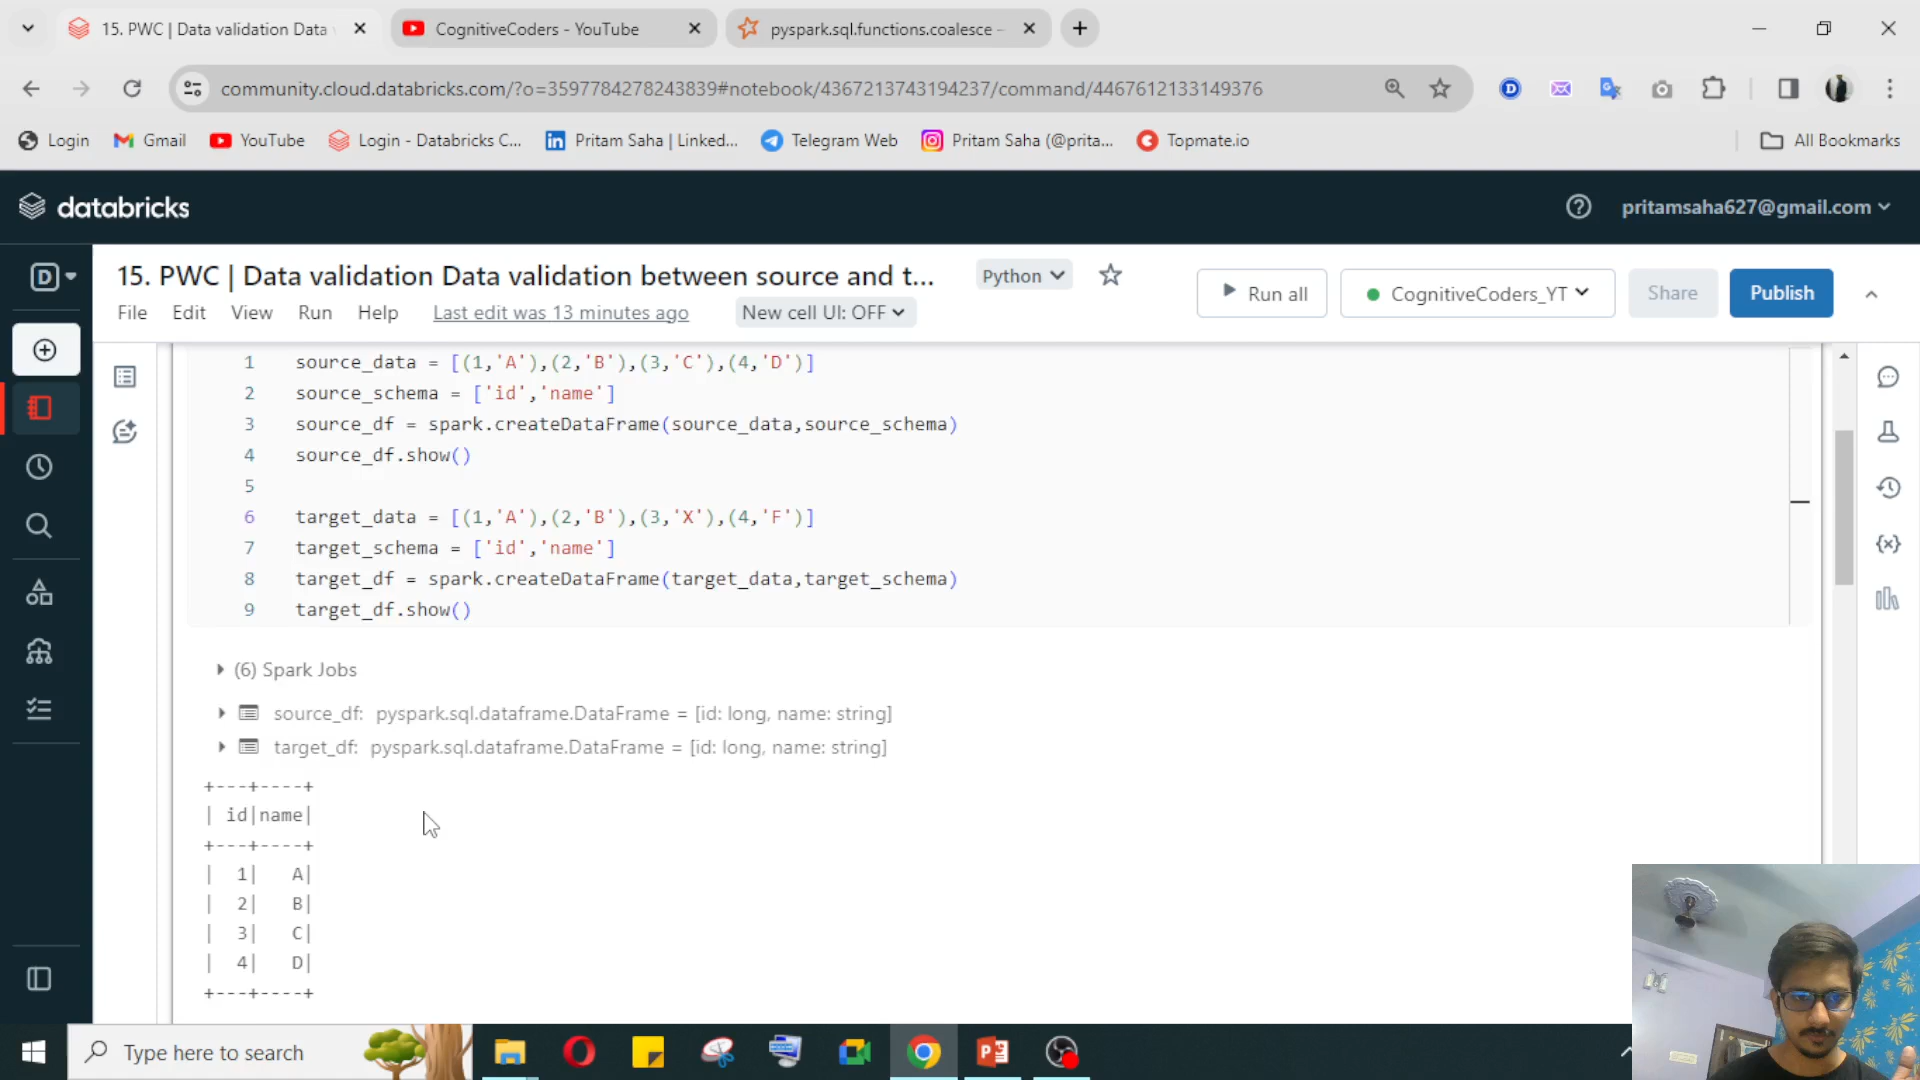 15. PWC | Data validation Data
CognitiveCoders - YouTube
pyspark.sql.functions.coalesce –
community.cloud.databricks.com/?o=3597784278243839#notebook/4367213743194237/command/4467612133149376
Login
Gmail
YouTube
Login - Databricks C...
Pritam Saha | Linked...
Telegram Web
Pritam Saha (@prita...
Topmate.io
All Bookmarks
databricks
pritamsaha627@gmail.com
D
15. PWC | Data validation Data validation between source and t...
Python
Run all
CognitiveCoders_YT
Share
Publish
File Edit View Run Help
Last edit was 13 minutes ago
New cell UI: OFF
1 source_data = [(1,'A'),(2,'B'),(3,'C'),(4,'D')]
2 source_schema = ['id','name']
3 source_df = spark.createDataFrame(source_data,source_schema)
4 source_df.show()
5
6 target_data = [(1,'A'),(2,'B'),(3,'X'),(4,'F')]
7 target_schema = ['id','name']
8 target_df = spark.createDataFrame(target_data,target_schema)
9 target_df.show()
(6) Spark Jobs
source_df: pyspark.sql.dataframe.DataFrame = [id: long, name: string]
target_df: pyspark.sql.dataframe.DataFrame = [id: long, name: string]
+---+----+
| id|name|
+---+----+
|  1|   A|
|  2|   B|
|  3|   C|
|  4|   D|
+---+----+
Type here to search